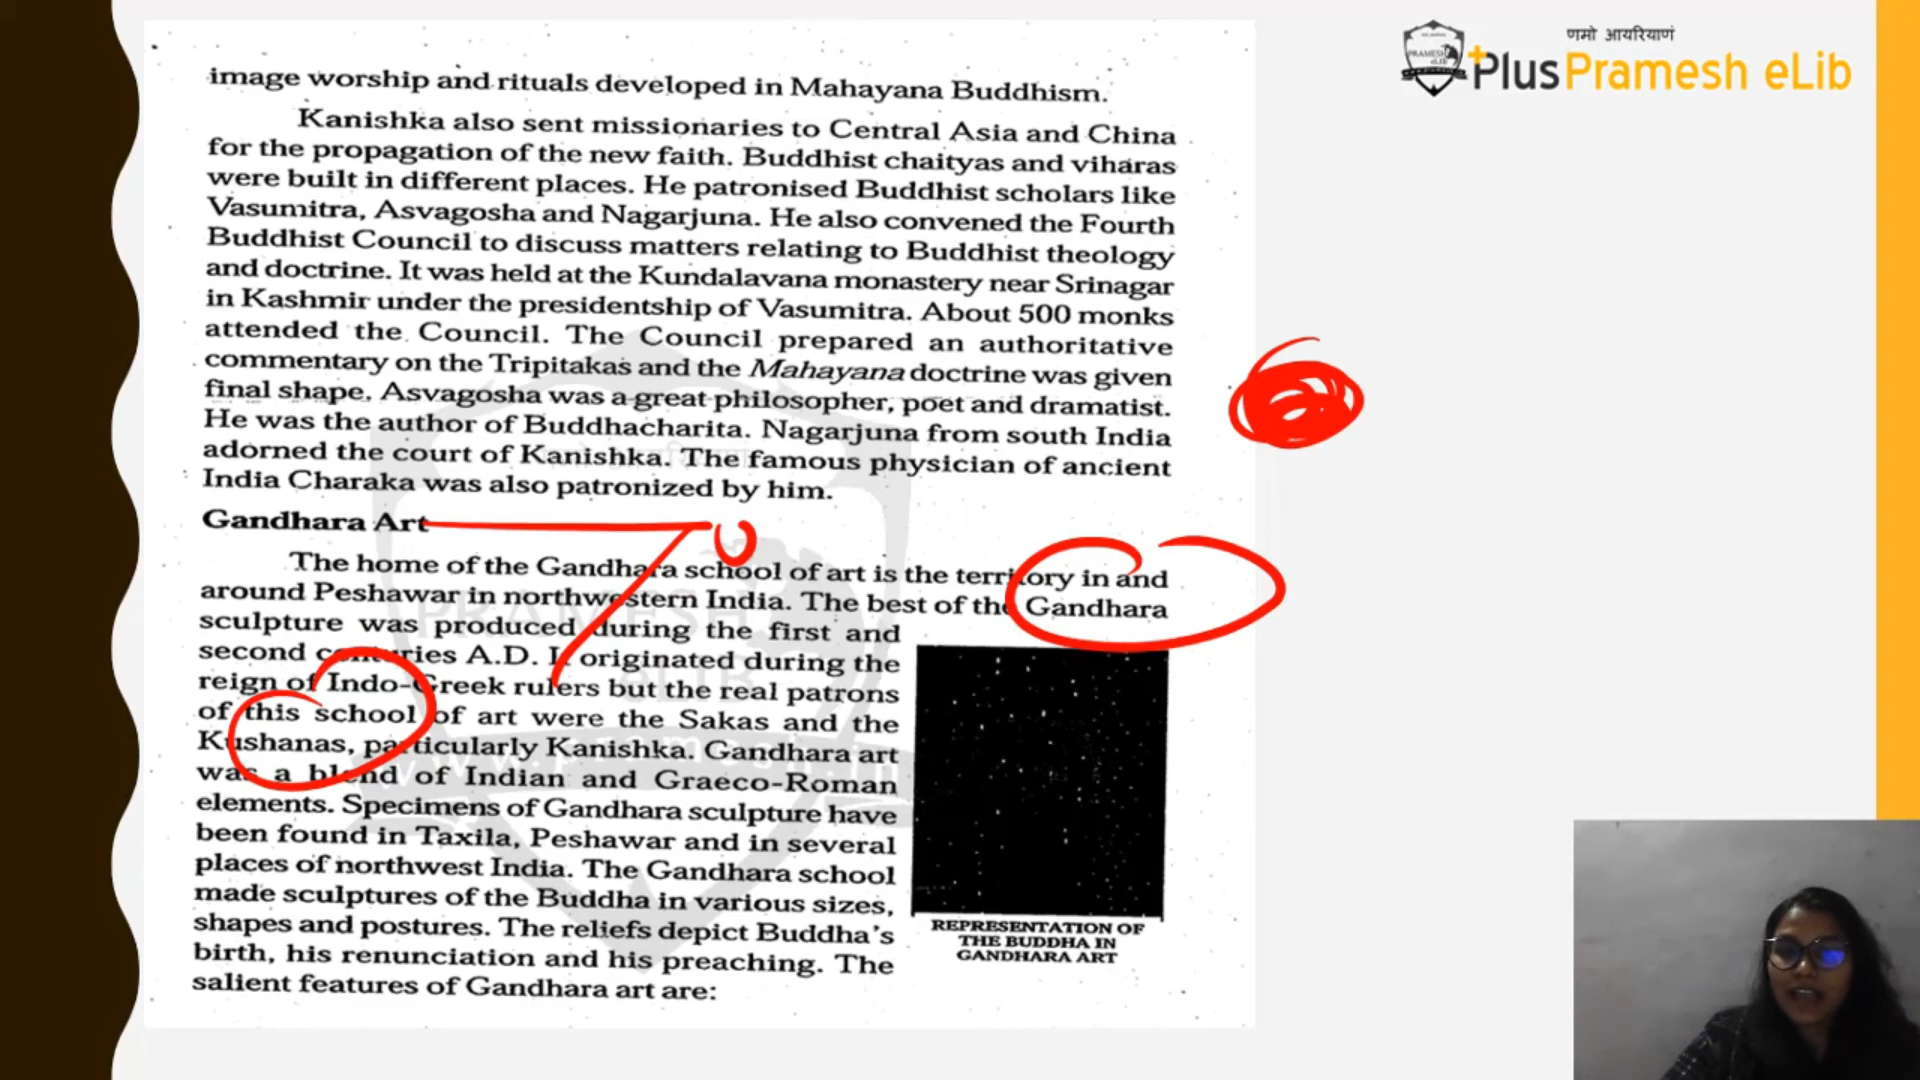 णमो आयरियाणं
PRAMESH
eLIB
PlusPramesh eLib
image worship and rituals developed in Mahayana Buddhism.
Kanishka also sent missionaries to Central Asia and China
for the propagation of the new faith. Buddhist chaityas and viharas
were built in different places. He patronised Buddhist scholars like
Vasumitra, Asvagosha and Nagarjuna. He also convened the Fourth
Buddhist Council to discuss matters relating to Buddhist theology
and doctrine. It was held at the Kundalavana monastery near Srinagar
in Kashmir under the presidentship of Vasumitra. About 500 monks
attended the Council. The Council prepared an authoritative
commentary on the Tripitakas and the Mahayana doctrine was given
final shape. Asvagosha was a great philosopher, poet and dramatist.
He was the author of Buddhacharita. Nagarjuna from south India
adorned the court of Kanishka. The famous physician of ancient
India Charaka was also patronized by him.
Gandhara Art
The home of the Gandhara school of art is the territory in and
around Peshawar in northwestern India. The best of the Gandhara
sculpture was produced during the first and
second centuries A.D. It originated during the
reign of Indo-Greek rulers but the real patrons
of this school of art were the Sakas and the
Kushanas, particularly Kanishka. Gandhara art
was a blend of Indian and Graeco-Roman
elements. Specimens of Gandhara sculpture have
been found in Taxila, Peshawar and in several
places of northwest India. The Gandhara school
made sculptures of the Buddha in various sizes,
shapes and postures. The reliefs depict Buddha's
birth, his renunciation and his preaching. The
salient features of Gandhara art are:
REPRESENTATION OF
THE BUDDHA IN
GANDHARA ART
PRAMESH
eLIB
www.pramesh.in